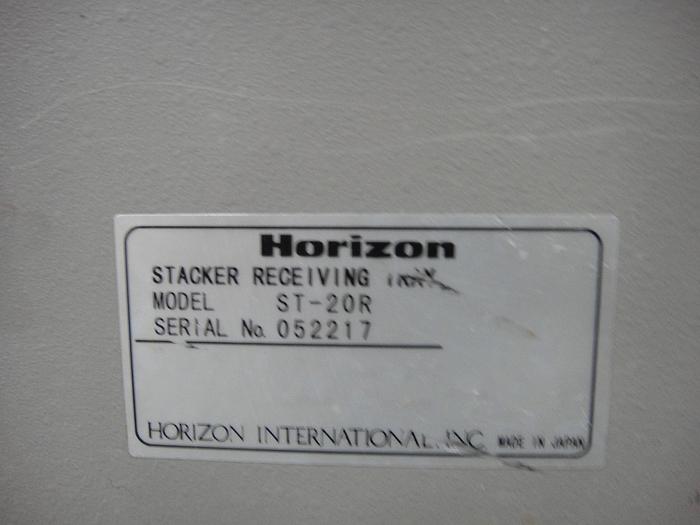 Horizon
STACKER RECEIVING
MODEL ST-20R
SERIAL No. 052217
HORIZON INTERNATIONAL, INC. MADE IN JAPAN